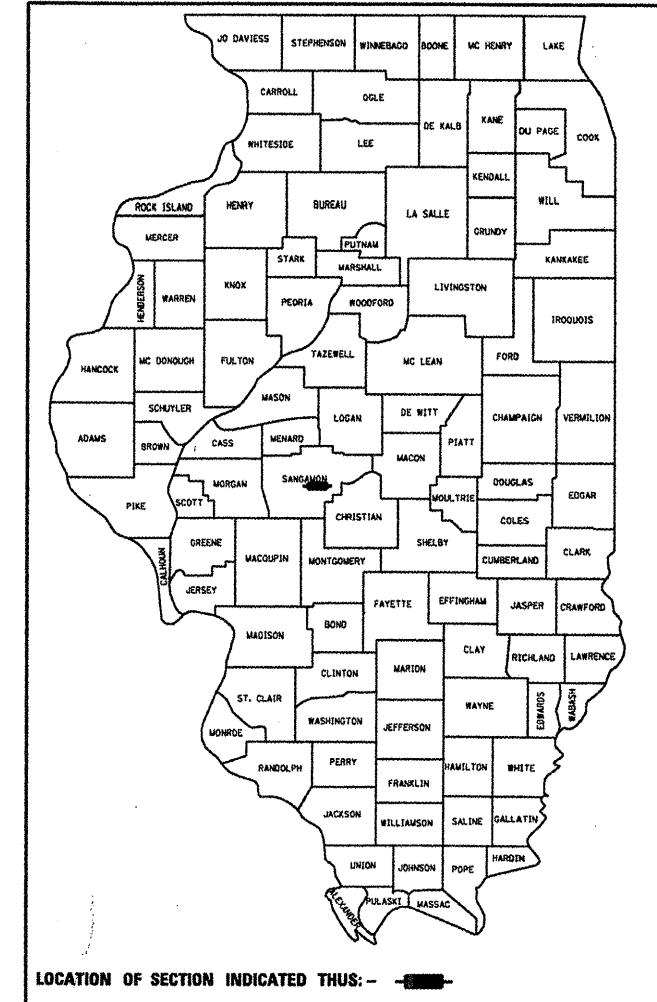 JO DAVIESS STEPHENSON WINNEBAGO BOONE MC HENRY LAKE
CARROLL OGLE DE KALB KANE DU PAGE COOK
WHITESIDE LEE
KENDALL WILL
ROCK ISLAND HENRY BUREAU LA SALLE GRUNDY
MERCER PUTNAM
STARK MARSHALL KANKAKEE
HENDERSON WARREN KNOX PEORIA WOODFORD LIVINGSTON IROQUOIS
HANCOCK MC DONOUGH FULTON TAZEWELL MC LEAN FORD
SCHUYLER MASON LOGAN DE WITT CHAMPAIGN VERMILION
ADAMS BROWN CASS MENARD MACON PIATT
PIKE SCOTT MORGAN SANGAMON MOULTRIE DOUGLAS EDGAR
CHRISTIAN COLES
CALHOUN GREENE MACOUPIN MONTGOMERY SHELBY CUMBERLAND CLARK
JERSEY FAYETTE EFFINGHAM JASPER CRAWFORD
MADISON BOND
CLINTON MARION CLAY RICHLAND LAWRENCE
ST. CLAIR WASHINGTON WAYNE EDWARDS WABASH
MONROE JEFFERSON
RANDOLPH PERRY HAMILTON WHITE
FRANKLIN
JACKSON WILLIAMSON SALINE GALLATIN
UNION JOHNSON POPE HARDIN
ALEXANDER PULASKI MASSAC
LOCATION OF SECTION INDICATED THUS: -